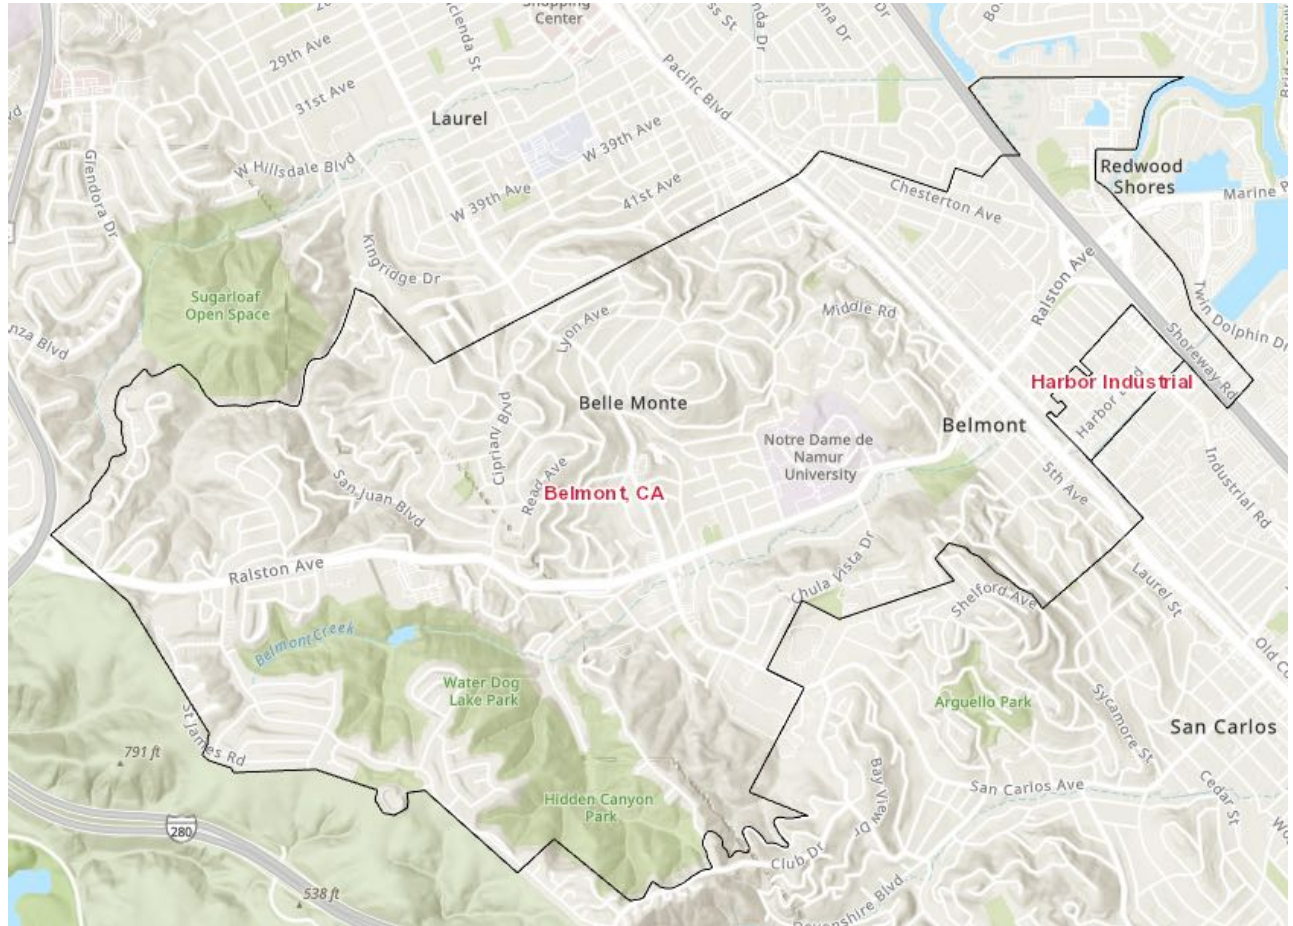 Shopping
Center
29th Ave
31st Ave
Laurel
Pacific Blvd
W Hillsdale Blvd
W 39th Ave
W 39th Ave
41st Ave
Glendora Dr
Kingridge Dr
Chesterton Ave
Redwood
Shores
Marine P
Sugarloaf
Open Space
Lyon Ave
Middle Rd
Ralston Ave
Twin Dolphin Dr
Shoreway Rd
Harbor Industrial
Belle Monte
Belmont
Cipriani Blvd
Notre Dame de
Namur
University
San Juan Blvd
Read Ave
Belmont, CA
5th Ave
Industrial Rd
Ralston Ave
Chula Vista Dr
Shelford Ave
Laurel St
Belmont Creek
Water Dog
Lake Park
Arguello Park
Sycamore St
San Carlos
St James Rd
791 ft
280
Hidden Canyon
Park
Bay View Dr
San Carlos Ave
Cedar St
Club Dr
538 ft